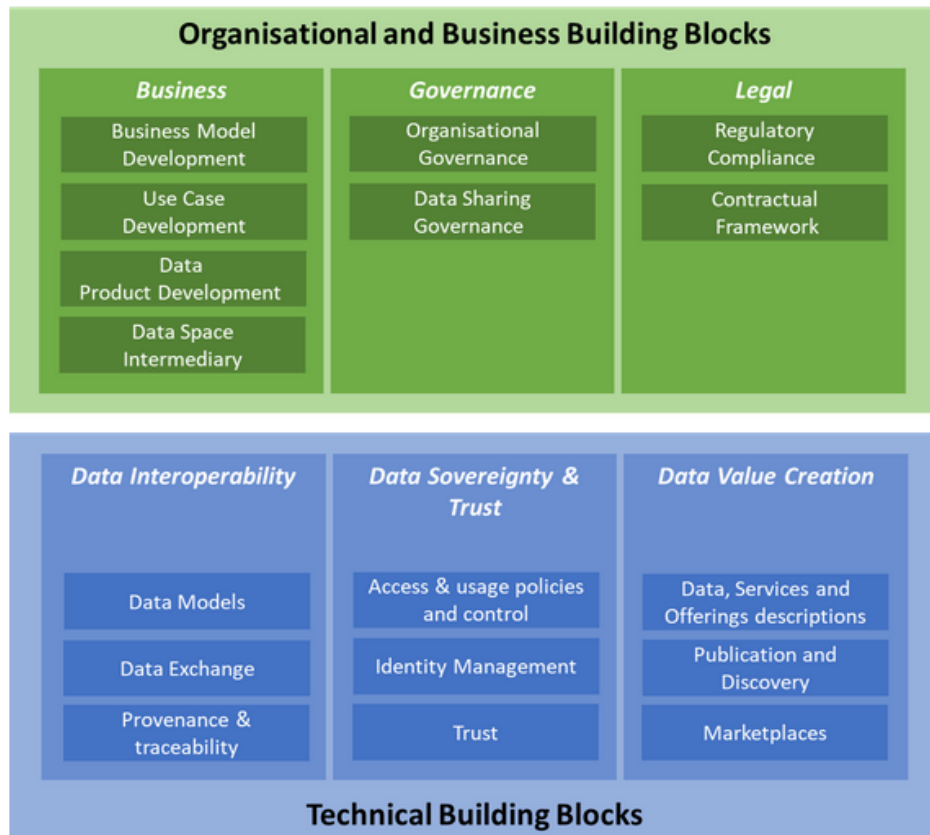 Organisational and Business Building Blocks
Business
Business Model
Development
Use Case
Development
Data
Product Development
Data Space
Intermediary
Governance
Organisational
Governance
Data Sharing
Governance
Legal
Regulatory
Compliance
Contractual
Framework
Data Interoperability
Data Models
Data Exchange
Provenance &
traceability
Data Sovereignty &
Trust
Access & usage policies
and control
Identity Management
Trust
Data Value Creation
Data, Services and
Offerings descriptions
Publication and
Discovery
Marketplaces
Technical Building Blocks